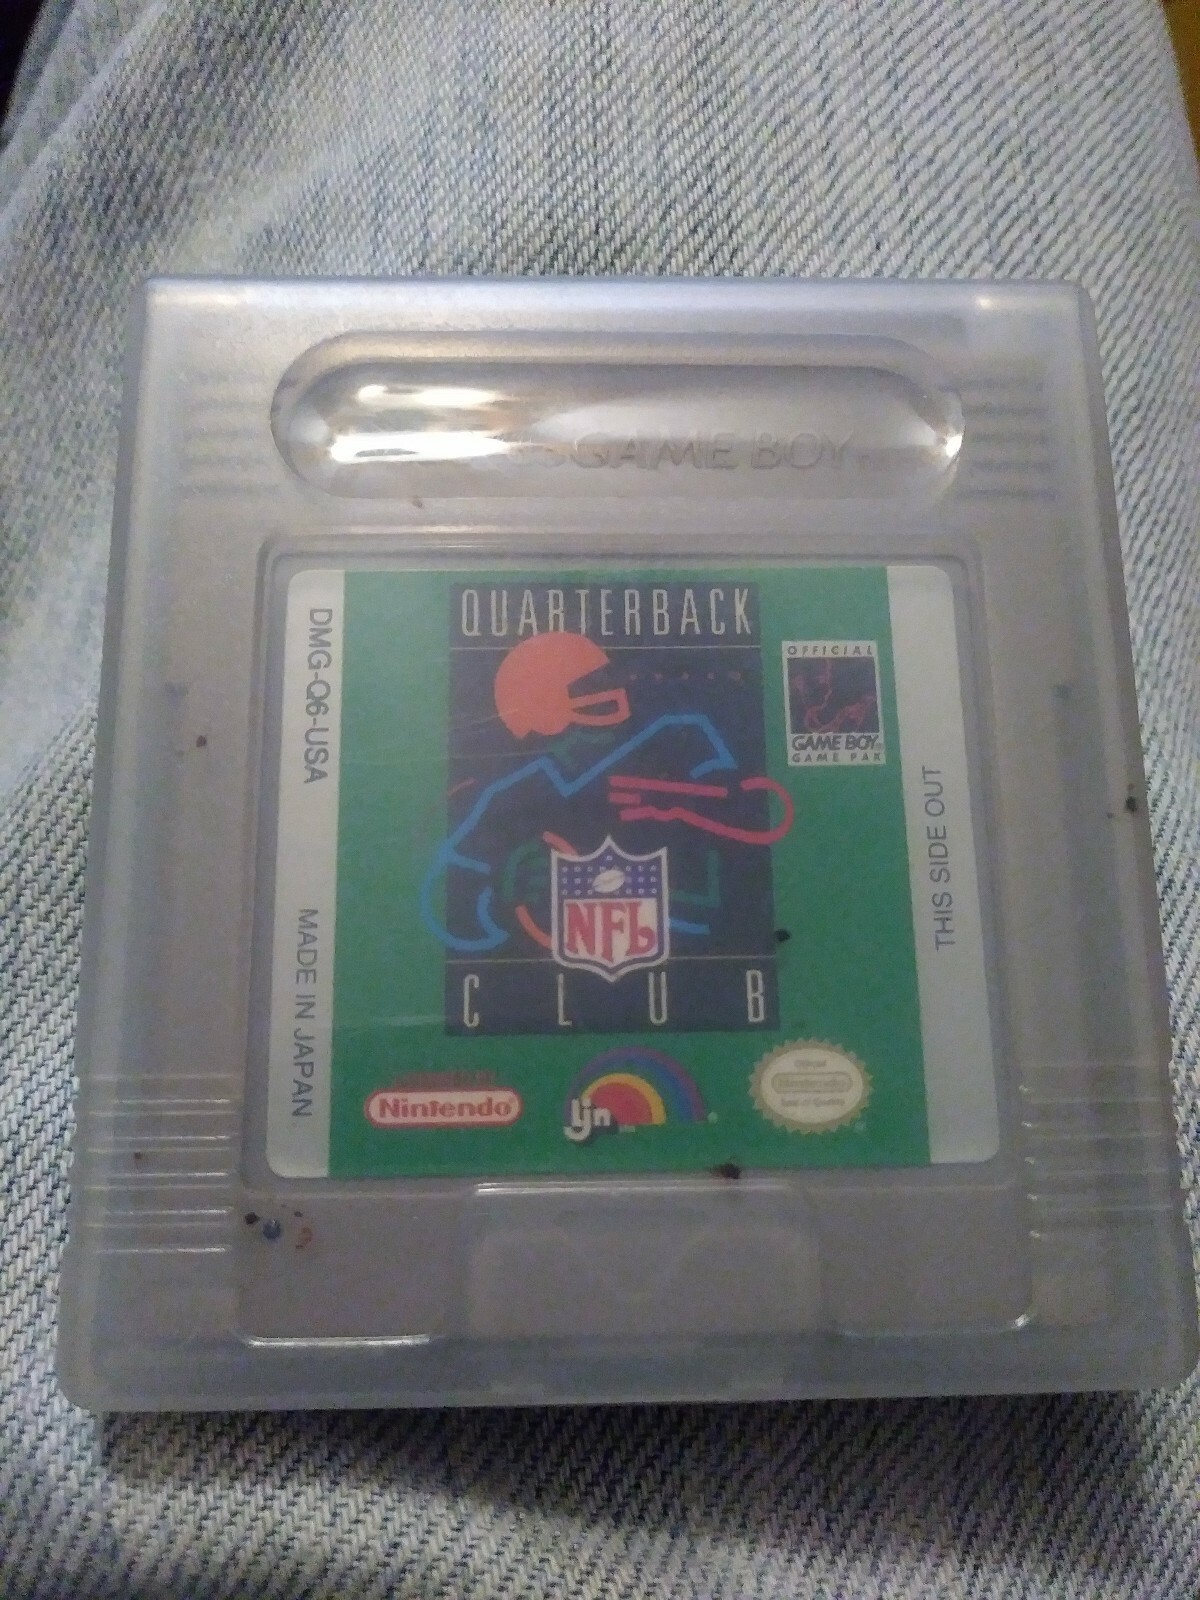 GAME BOY
QUARTERBACK
OFFICIAL
GAME BOY
GAME PAK
DMG-Q6-USA
MADE IN JAPAN.
THIS SIDE OUT
NFL
CLUB
Nintendo
LJN
Nintendo